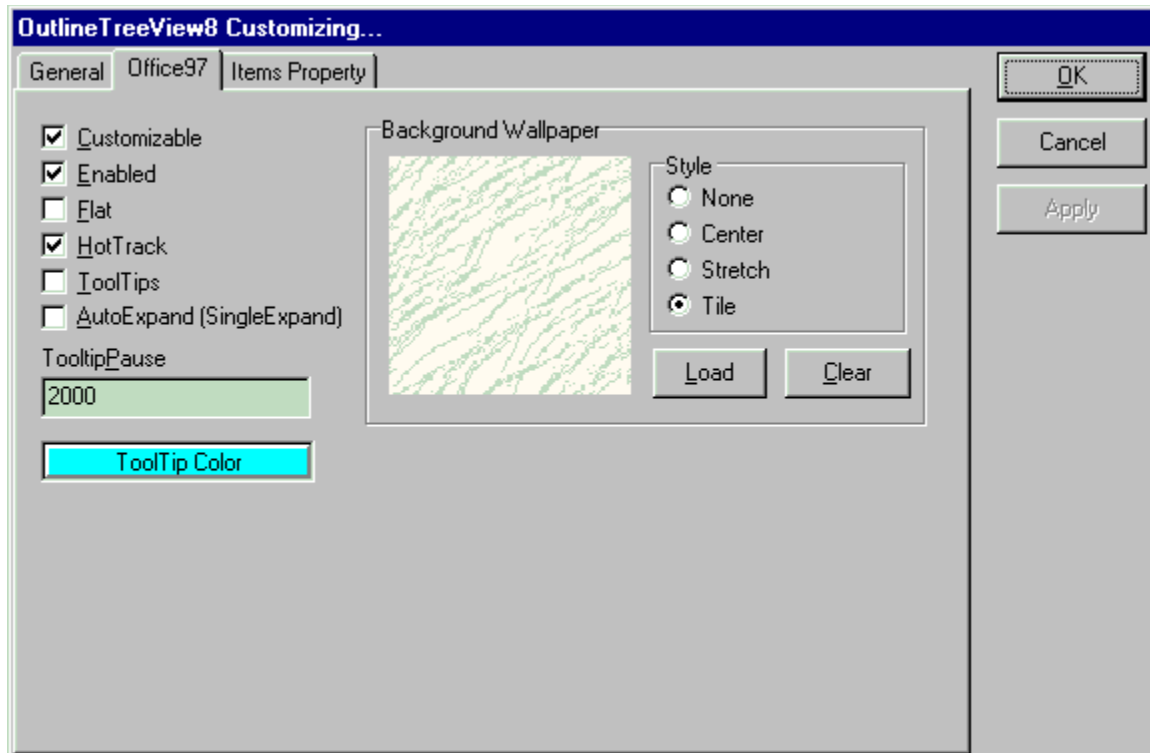 OutlineTreeView8 Customizing...
General Office97 Items Property
OK
Cancel
Apply
Customizable
Enabled
Flat
HotTrack
ToolTips
AutoExpand (SingleExpand)
TooltipPause
2000
ToolTip Color
Background Wallpaper
Style
None
Center
Stretch
Tile
Load Clear